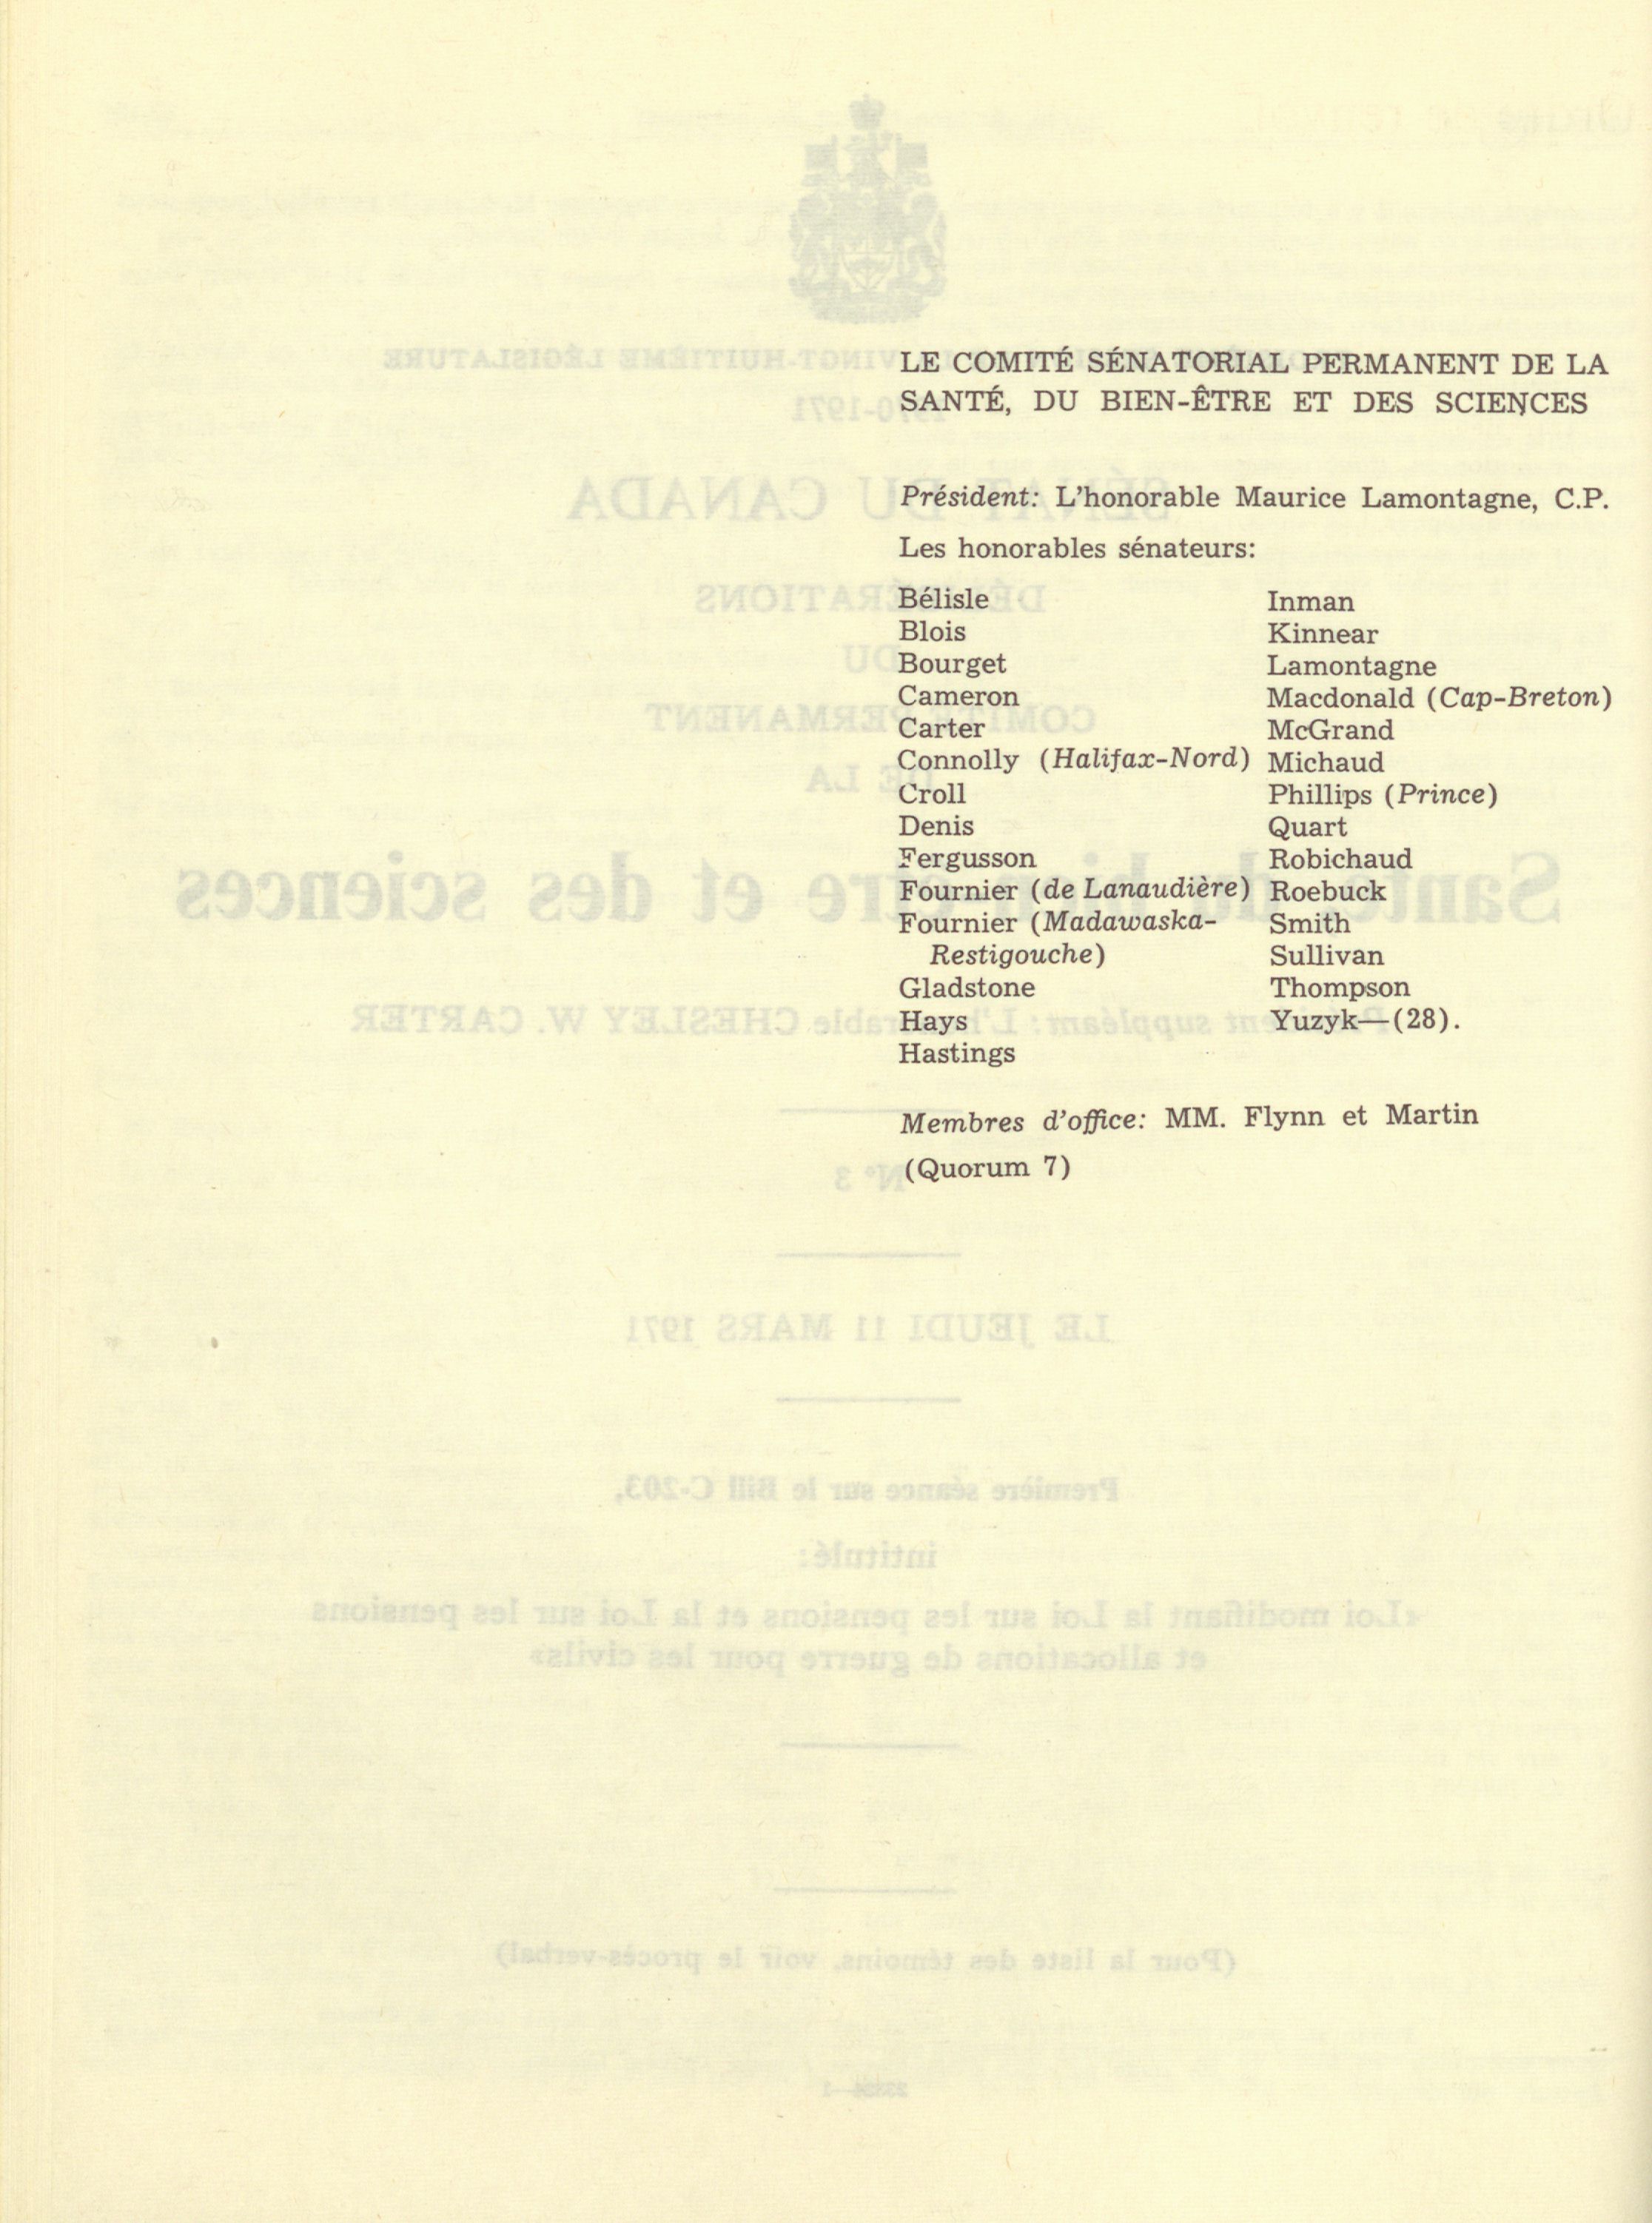 LE COMITÉ SÉNATORIAL PERMANENT DE LA
SANTÉ, DU BIEN-ÊTRE ET DES SCIENCES
Président: L'honorable Maurice Lamontagne, C.P.
Les honorables sénateurs:
Bélisle
Blois
Bourget
Cameron
Carter
Connolly (Halifax-Nord)
Croll
Denis
Fergusson
Fournier (de Lanaudière)
Fournier (Madawaska-
Restigouche)
Gladstone
Hays
Hastings
Inman
Kinnear
Lamontagne
Macdonald (Cap-Breton)
McGrand
Michaud
Phillips (Prince)
Quart
Robichaud
Roebuck
Smith
Sullivan
Thompson
Yuzyk—(28).
Membres d'office: MM. Flynn et Martin
(Quorum 7)